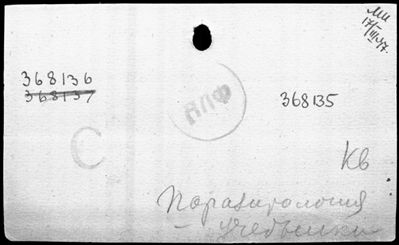 МИ
17/III 47.
368136
368137
ВПФ
368135
С
Кв
Паразитология
— учебники